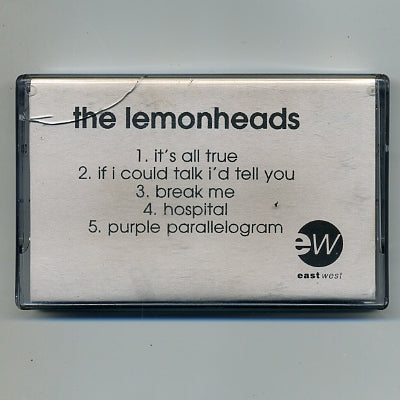 the lemonheads
1. it's all true
2. if i could talk i'd tell you
3. break me
4. hospital
5. purple parallelogram
ew
east west